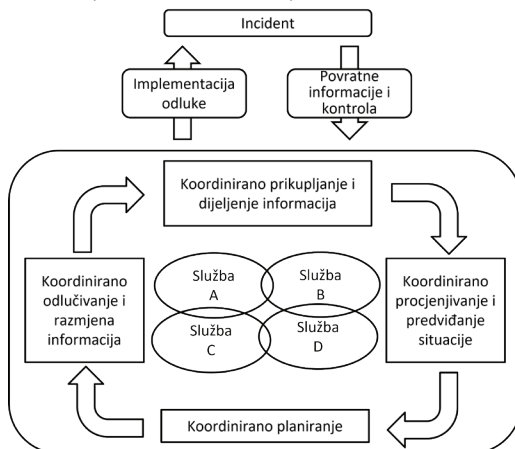 Incident
Implementacija
odluke
Povratne
informacije i
kontrola
Koordinirano prikupljanje i
dijeljenje informacija
Koordinirano
odlučivanje i
razmjena
informacija
Služba
A
Služba
B
Služba
C
Služba
D
Koordinirano
procjenjivanje i
predviđanje
situacije
Koordinirano planiranje